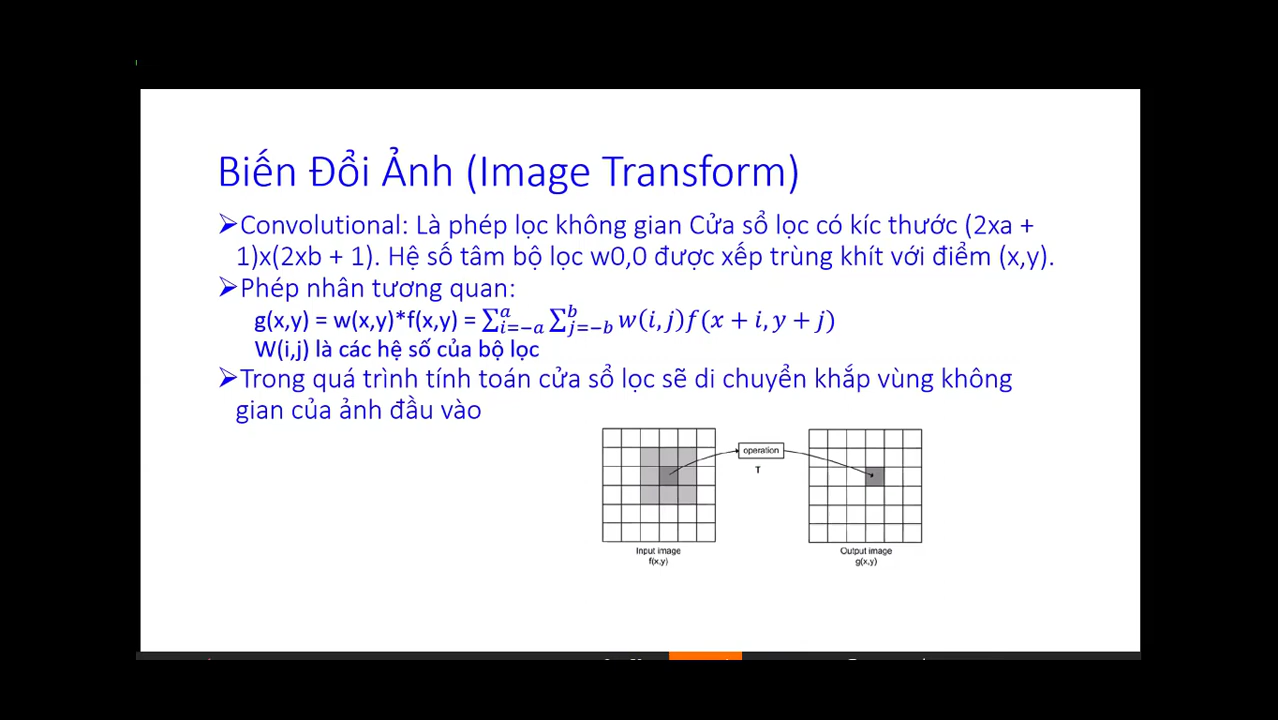 Biến Đổi Ảnh (Image Transform)
➢Convolutional: Là phép lọc không gian Cửa sổ lọc có kíc thước (2xa +
1)x(2xb + 1). Hệ số tâm bộ lọc w0,0 được xếp trùng khít với điểm (x,y).
➢Phép nhân tương quan:
g(x,y) = w(x,y)*f(x,y) = ∑ᵃᵢ₌₋ₐ ∑ᵇⱼ₌₋b w(i,j)f(x + i, y + j)
W(i,j) là các hệ số của bộ lọc
➢Trong quá trình tính toán cửa sổ lọc sẽ di chuyển khắp vùng không
gian của ảnh đầu vào
operation
T
Input image
f(x,y)
Output image
g(x,y)